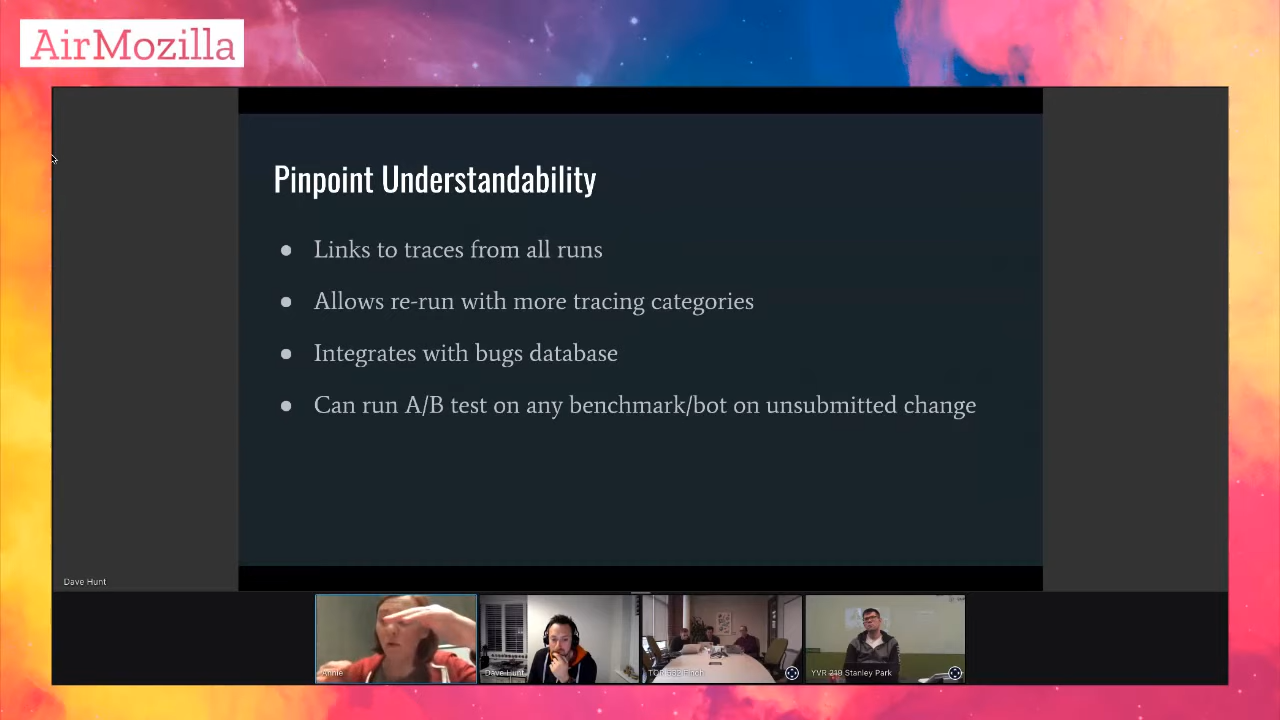 AirMozilla
Pinpoint Understandability
● Links to traces from all runs
● Allows re-run with more tracing categories
● Integrates with bugs database
● Can run A/B test on any benchmark/bot on unsubmitted change
Dave Hunt
Annie
Dave Hunt
YVR 218 Stanley Park